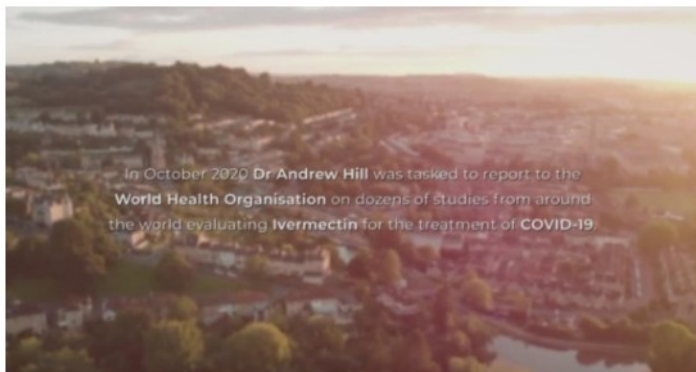 In October 2020 Dr Andrew Hill was tasked to report to the
World Health Organisation on dozens of studies from around
the world evaluating Ivermectin for the treatment of COVID-19